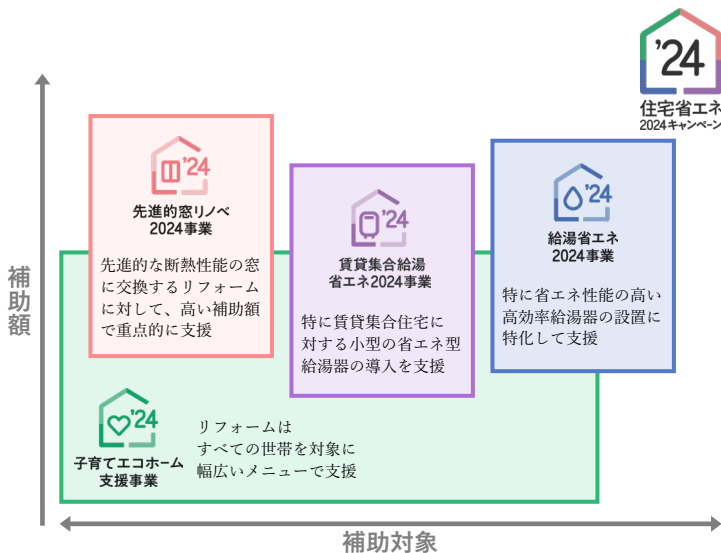 '24
住宅省エネ
2024キャンペーン
補助額
'24
先進的窓リノベ
2024事業
先進的な断熱性能の窓
に交換するリフォーム
に対して、高い補助額
で重点的に支援
'24
賃貸集合給湯
省エネ2024事業
特に賃貸集合住宅に
対する小型の省エネ型
給湯器の導入を支援
'24
給湯省エネ
2024事業
特に省エネ性能の高い
高効率給湯器の設置に
特化して支援
'24
子育てエコホーム
支援事業
リフォームは
すべての世帯を対象に
幅広いメニューで支援
補助対象